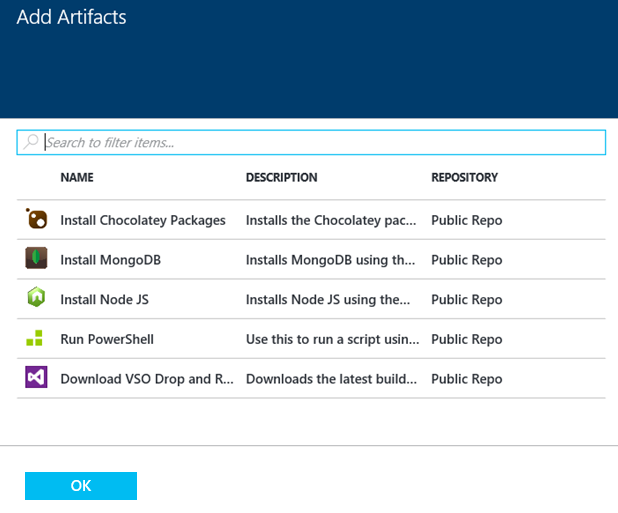 Add Artifacts
Search to filter items...
NAME DESCRIPTION REPOSITORY
Install Chocolatey Packages Installs the Chocolatey pac... Public Repo
Install MongoDB Installs MongoDB using th... Public Repo
Install Node JS Installs Node JS using the... Public Repo
Run PowerShell Use this to run a script usin... Public Repo
Download VSO Drop and R... Downloads the latest build... Public Repo
OK